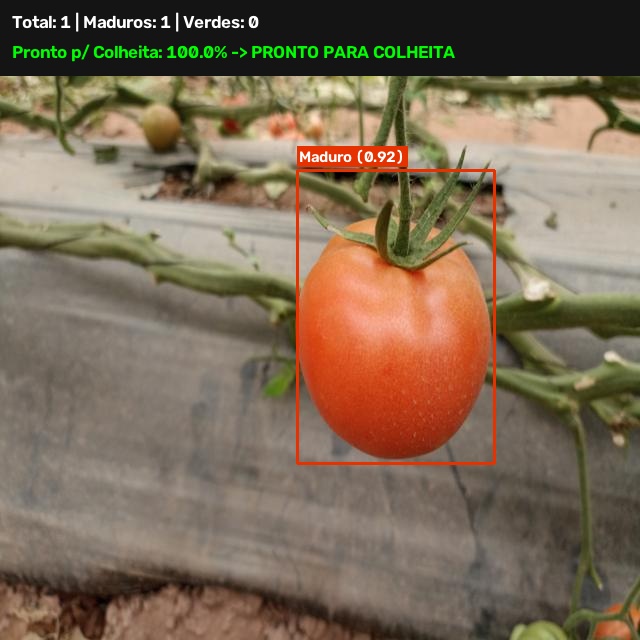 Total: 1 | Maduros: 1 | Verdes: 0
Pronto p/ Colheita: 100.0% -> PRONTO PARA COLHEITA
Maduro (0.92)